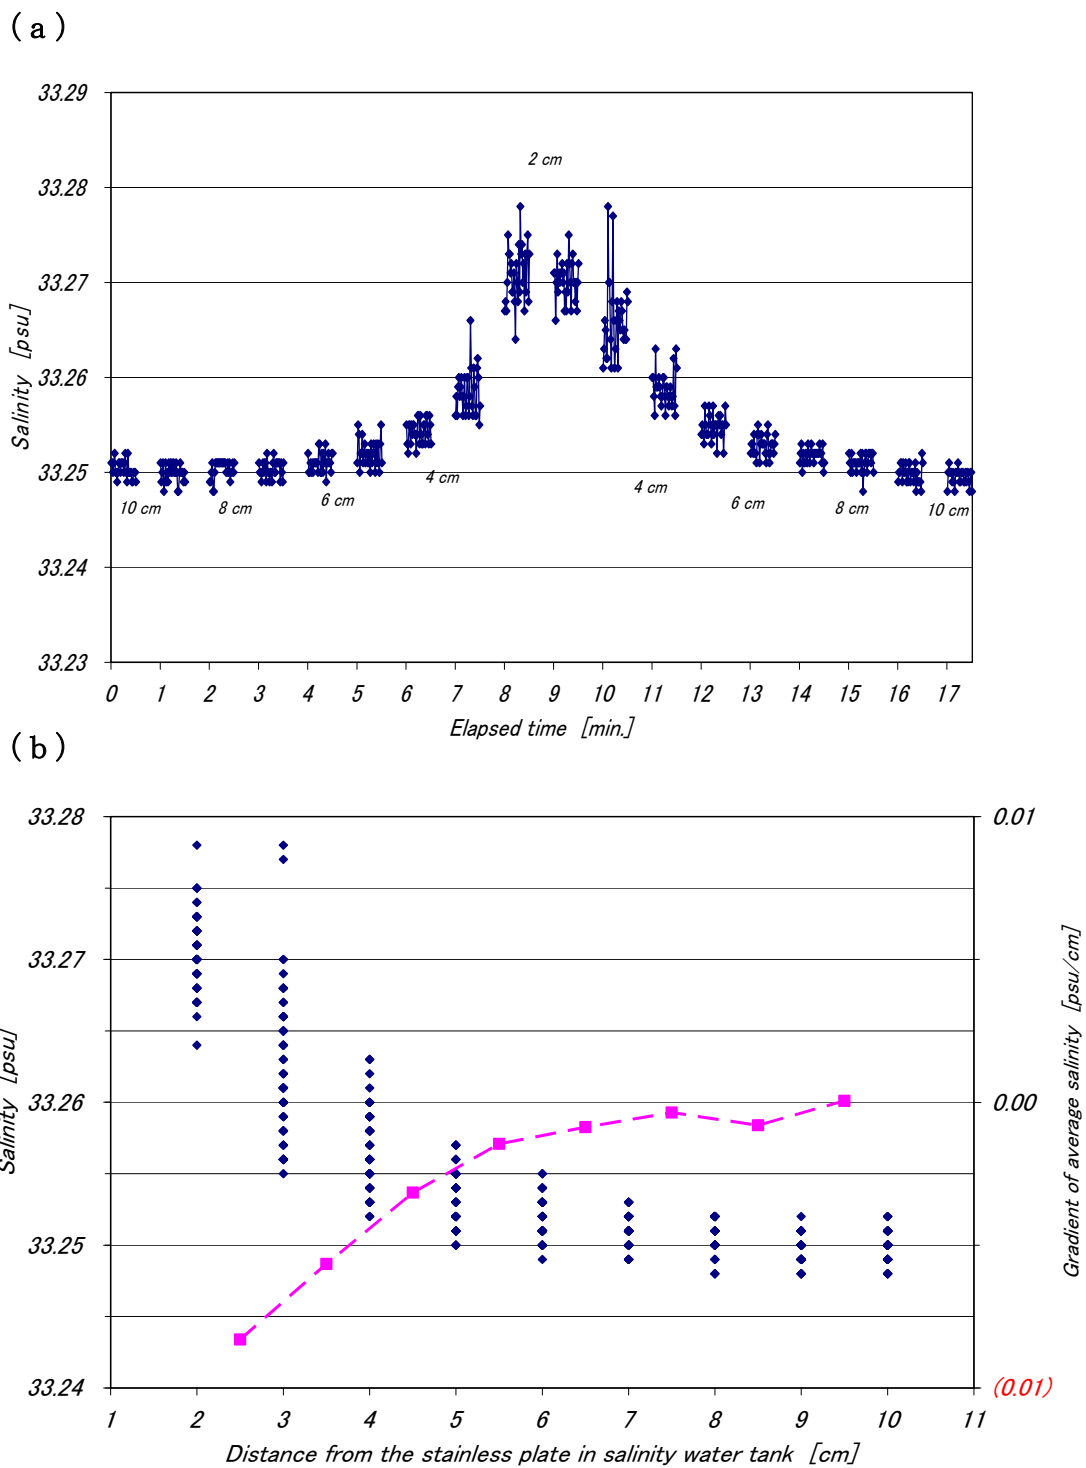 (a)
33.29
33.28
33.27
33.26
33.25
33.24
33.23
Salinity [psu]
2 cm
10 cm
8 cm
6 cm
4 cm
4 cm
6 cm
8 cm
10 cm
0 1 2 3 4 5 6 7 8 9 10 11 12 13 14 15 16 17
Elapsed time [min.]
(b)
33.28
33.27
33.26
33.25
33.24
Salinity [psu]
0.01
0.00
(0.01)
Gradient of average salinity [psu/cm]
1 2 3 4 5 6 7 8 9 10 11
Distance from the stainless plate in salinity water tank [cm]